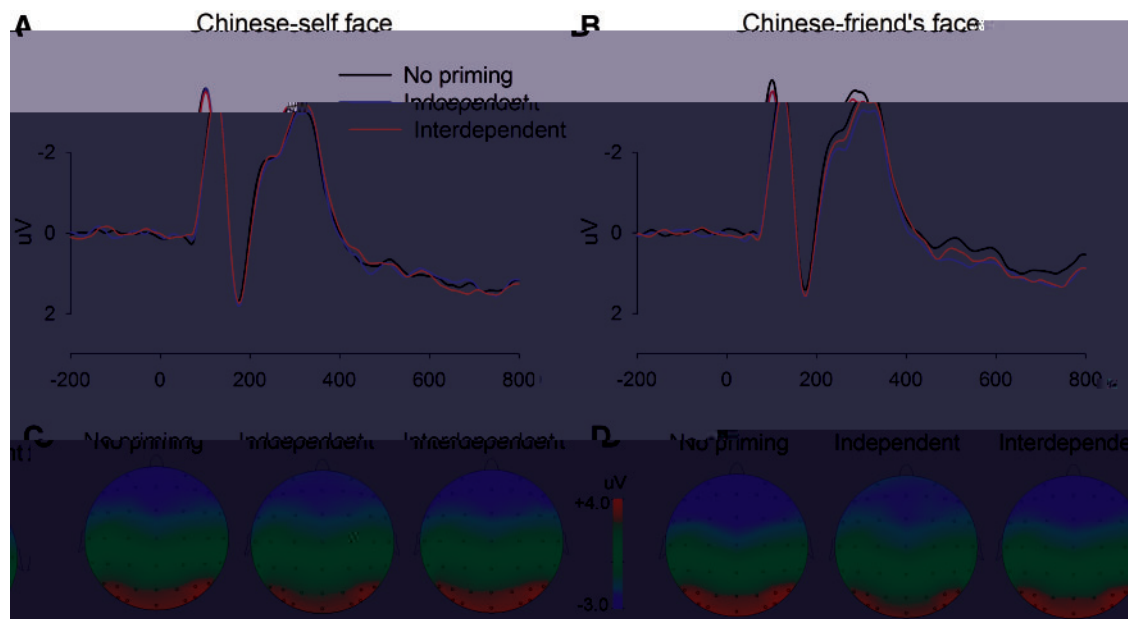 A Chinese-self face
B Chinese-friend's face
No priming
Independent
Interdependent
-2
0
2
uV
-200 0 200 400 600 800
-2
0
2
uV
-200 0 200 400 600 800
C No priming Independent Interdependent
uV
+4.0
-3.0
D No priming Independent Interdepende